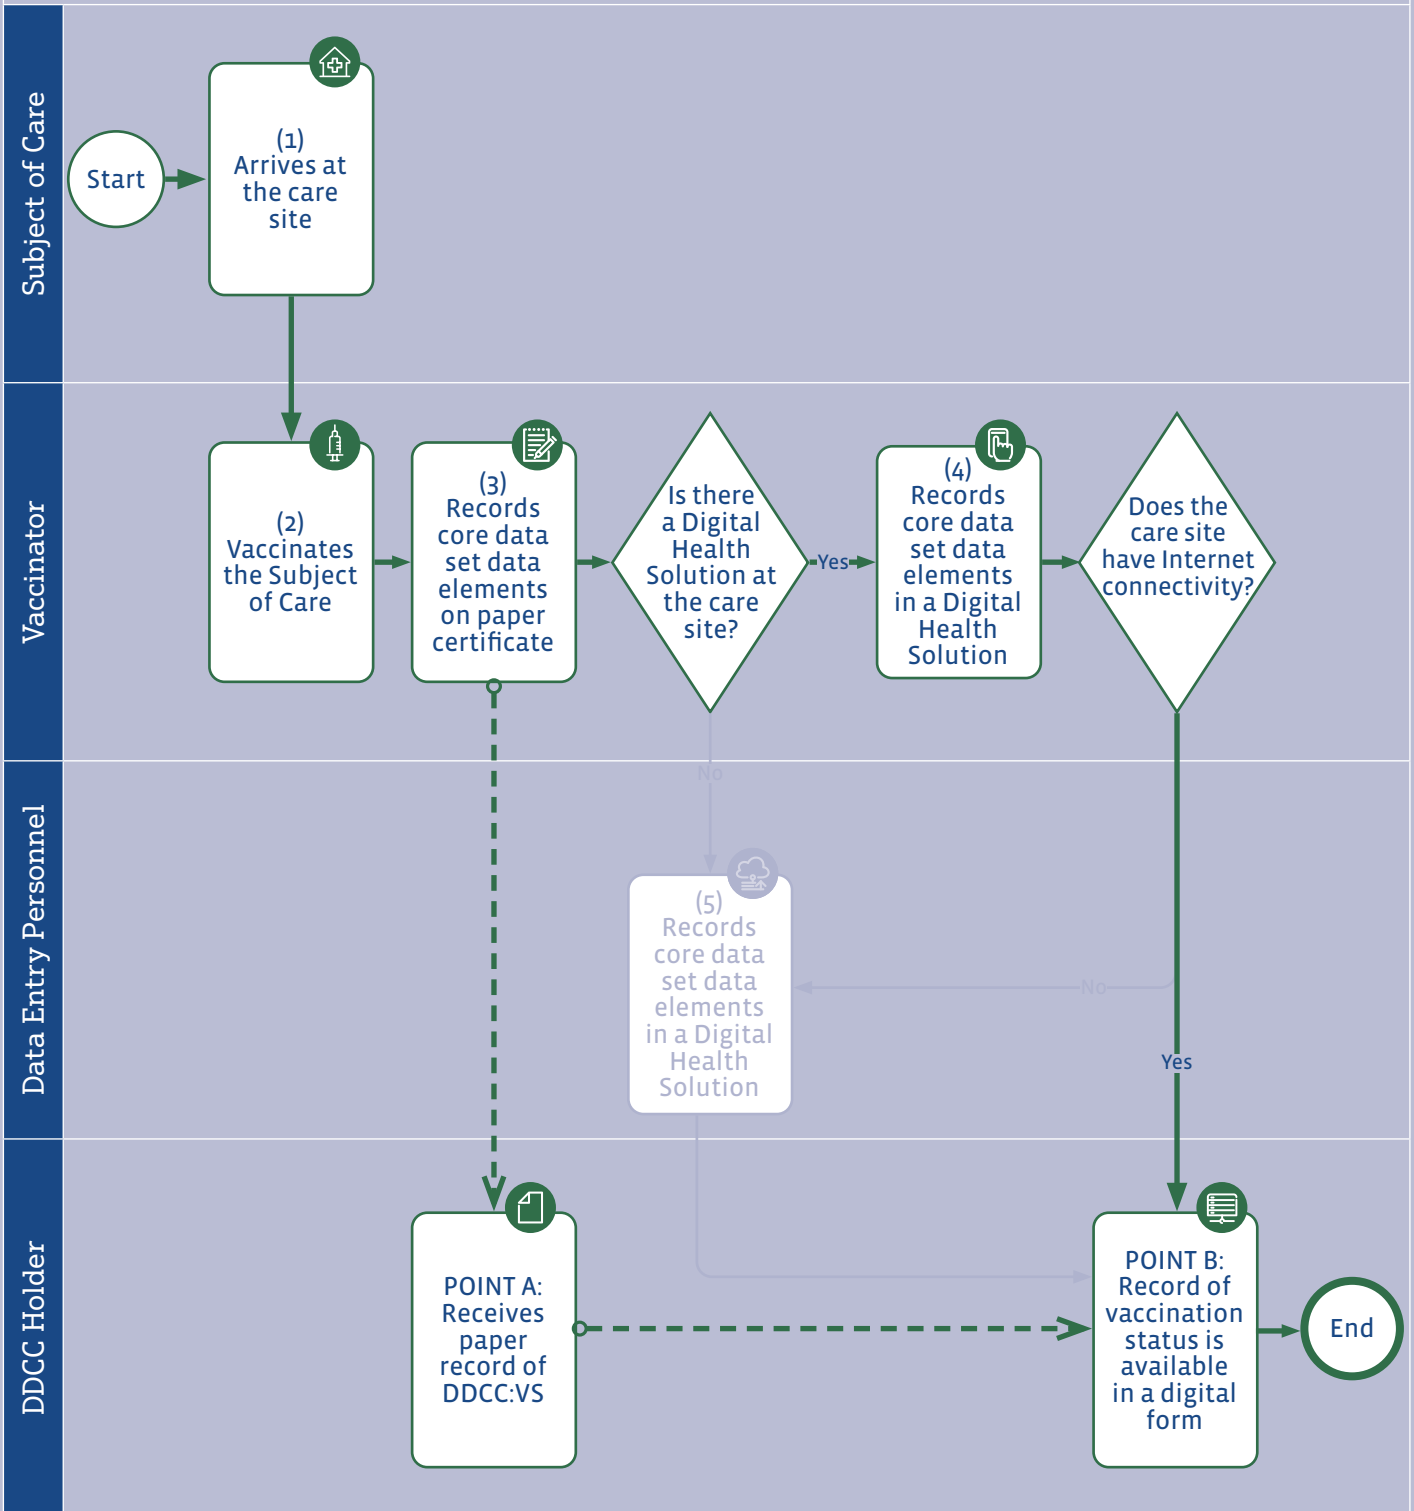 Subject of Care
Start
(1)
Arrives at
the care
site
Vaccinator
(2)
Vaccinates
the Subject
of Care
(3)
Records
core data
set data
elements
on paper
certificate
Is there
a Digital
Health
Solution at
the care
site?
Yes
(4)
Records
core data
set data
elements
in a Digital
Health
Solution
Does the
care site
have Internet
connectivity?
Data Entry Personnel
No
(5)
Records
core data
set data
elements
in a Digital
Health
Solution
No
Yes
DDCC Holder
POINT A:
Receives
paper
record of
DDCC:VS
POINT B:
Record of
vaccination
status is
available
in a digital
form
End